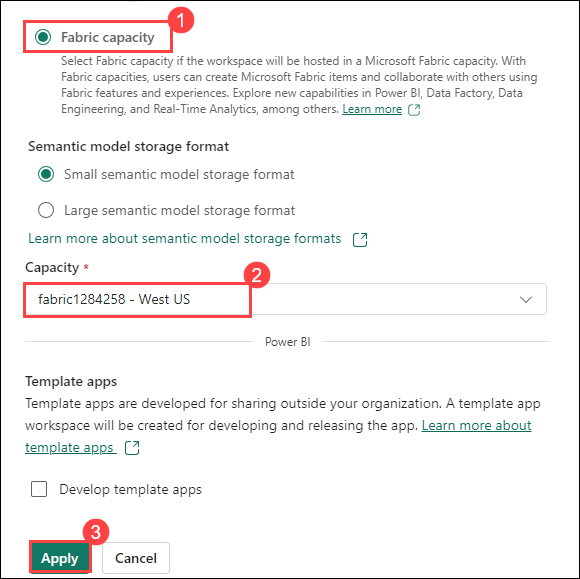 1
Fabric capacity
Select Fabric capacity if the workspace will be hosted in a Microsoft Fabric capacity. With
Fabric capacities, users can create Microsoft Fabric items and collaborate with others using
Fabric features and experiences. Explore new capabilities in Power BI, Data Factory, Data
Engineering, and Real-Time Analytics, among others. Learn more
Semantic model storage format
Small semantic model storage format
Large semantic model storage format
Learn more about semantic model storage formats
Capacity *
2
fabric1284258 - West US
Power BI
Template apps
Template apps are developed for sharing outside your organization. A template app
workspace will be created for developing and releasing the app. Learn more about
template apps
Develop template apps
3
Apply Cancel